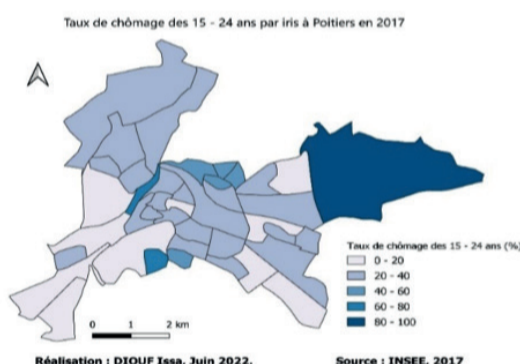 Taux de chômage des 15 - 24 ans par iris à Poitiers en 2017
Taux de chômage des 15 - 24 ans (%)
0 - 20
20 - 40
40 - 60
60 - 80
80 - 100
0 1 2 km
Réalisation : DIOUF Issa, Juin 2022. Source : INSEE, 2017